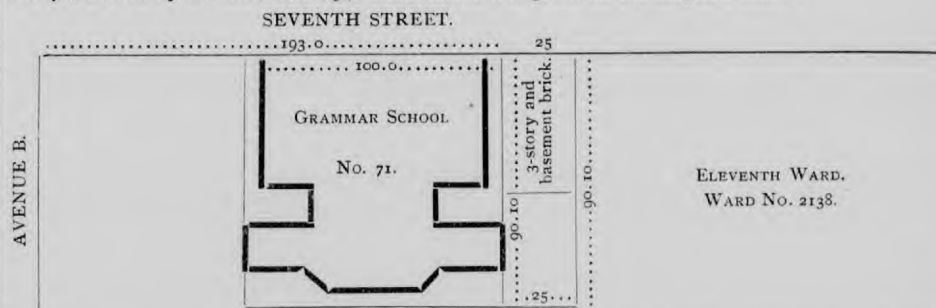 SEVENTH STREET.
193.0
25
100.0
AVENUE B.
GRAMMAR SCHOOL
No. 71.
3-story and
basement brick.
90.10
90.10
ELEVENTH WARD.
WARD No. 2138.
25